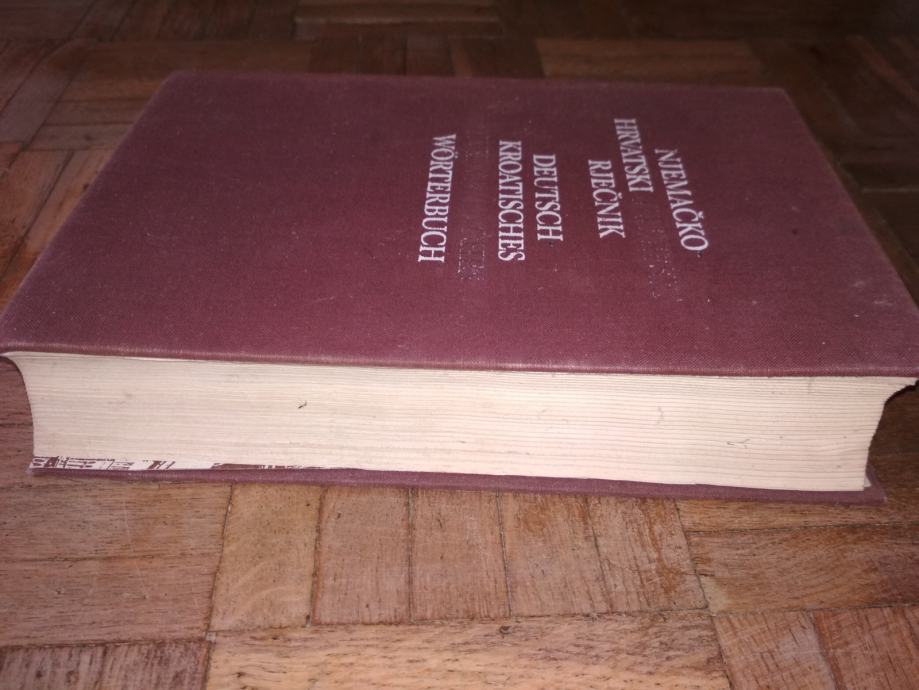 NJEMAČKO
HRVATSKI
RJEČNIK
DEUTSCH
KROATISCHES
WÖRTERBUCH